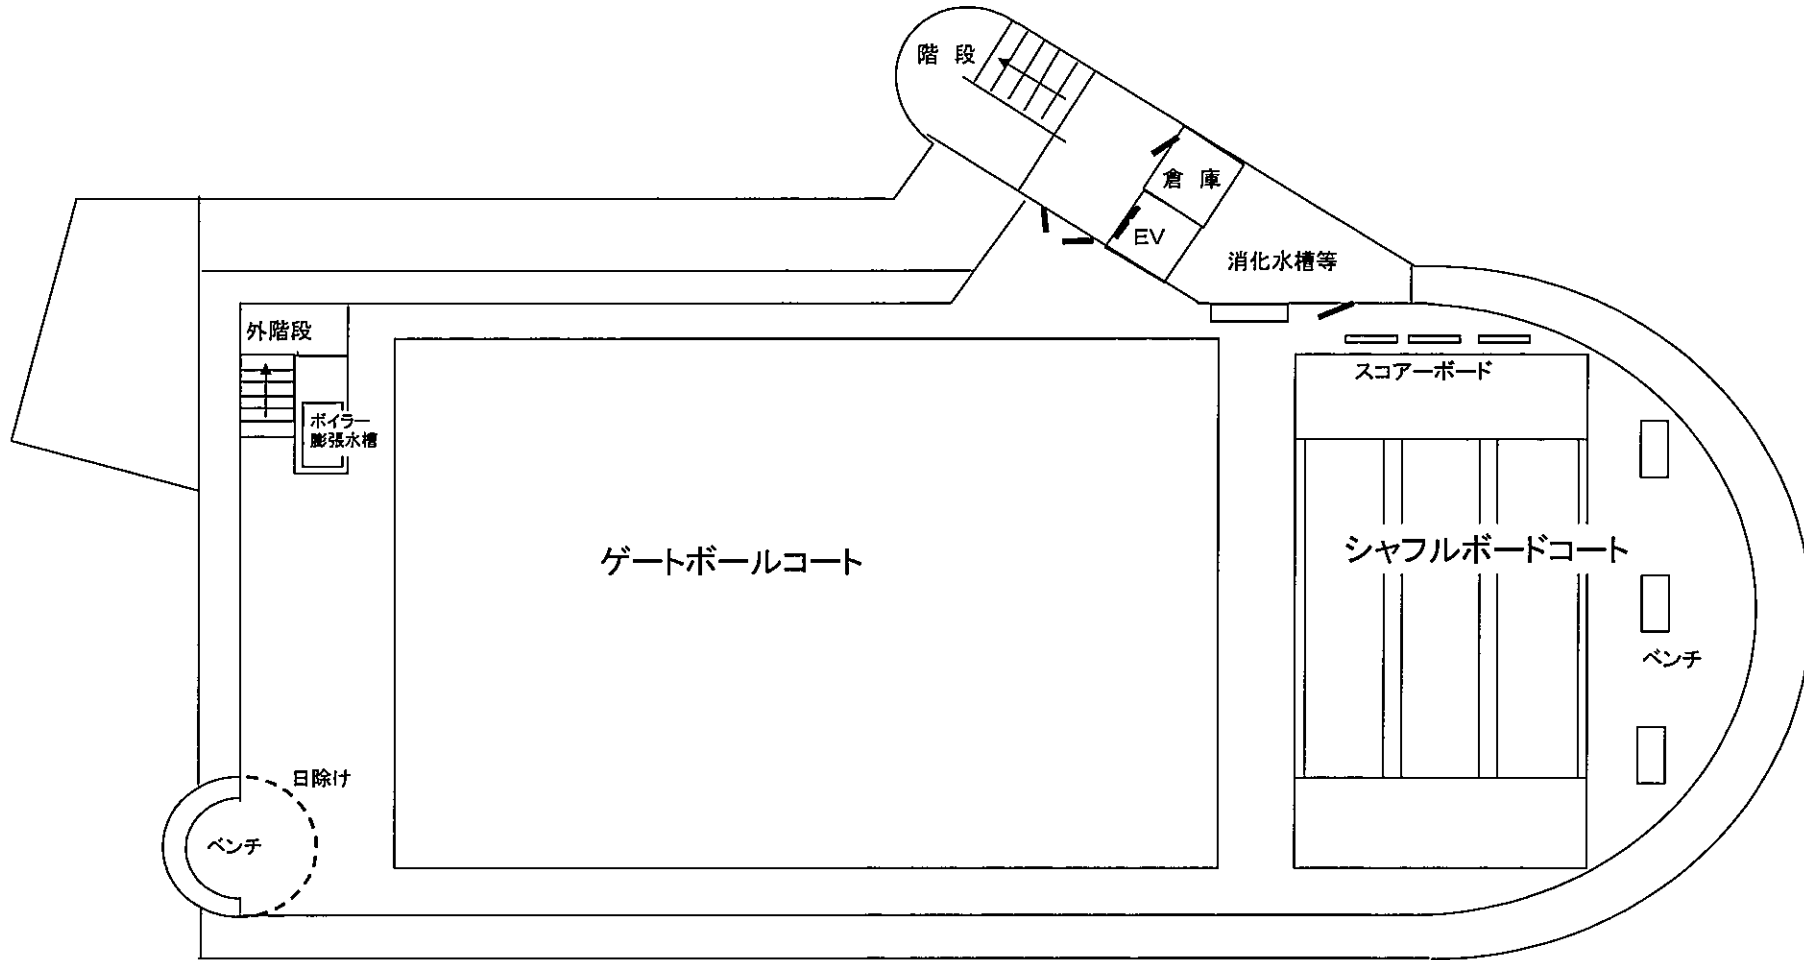 階 段
倉 庫
EV
消化水槽等
外階段
スコアーボード
ボイラー
膨張水槽
ゲートボールコート
シャフルボードコート
ベンチ
日除け
ベンチ